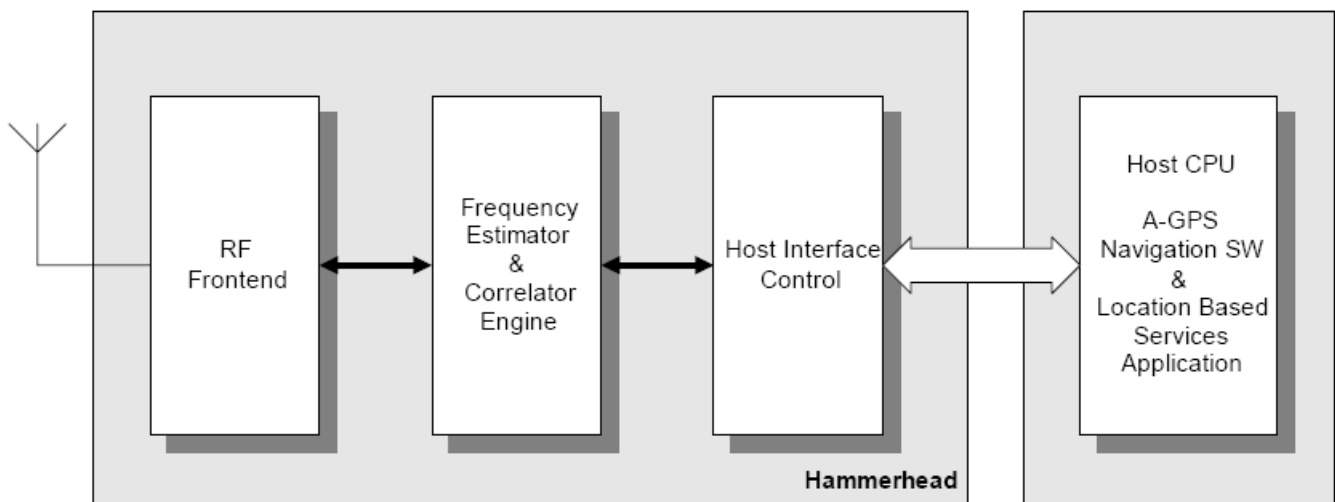 RF
Frontend
Frequency
Estimator
&
Correlator
Engine
Host Interface
Control
Host CPU
A-GPS
Navigation SW
&
Location Based
Services
Application
Hammerhead